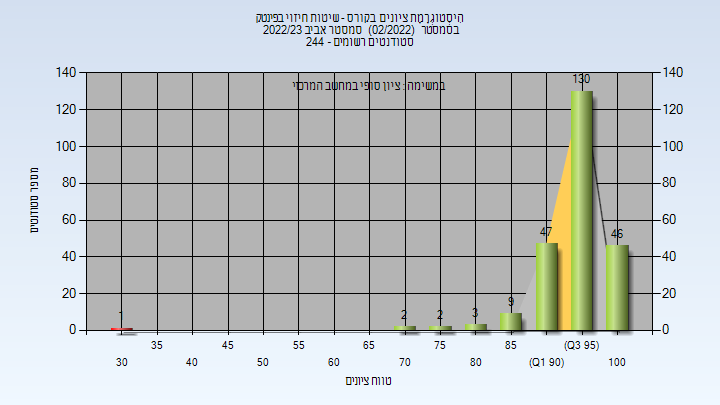 היסטוגרמת ציונים בקורס - שיטות חיזוי בפינטק
בסמסטר (02/2022) סמסטר אביב 2022/23
סטודנטים רשומים - 244
במשימה : ציון סופי במחשב המרכזי
מספר סטודנטים
140 140
120 120
100 100
80 80
60 60
40 40
20 20
0 0
1 2 2 3 9 47 130 46
35 45 55 65 75 85 (Q3 95)
30 40 50 60 70 80 (Q1 90) 100
טווח ציונים